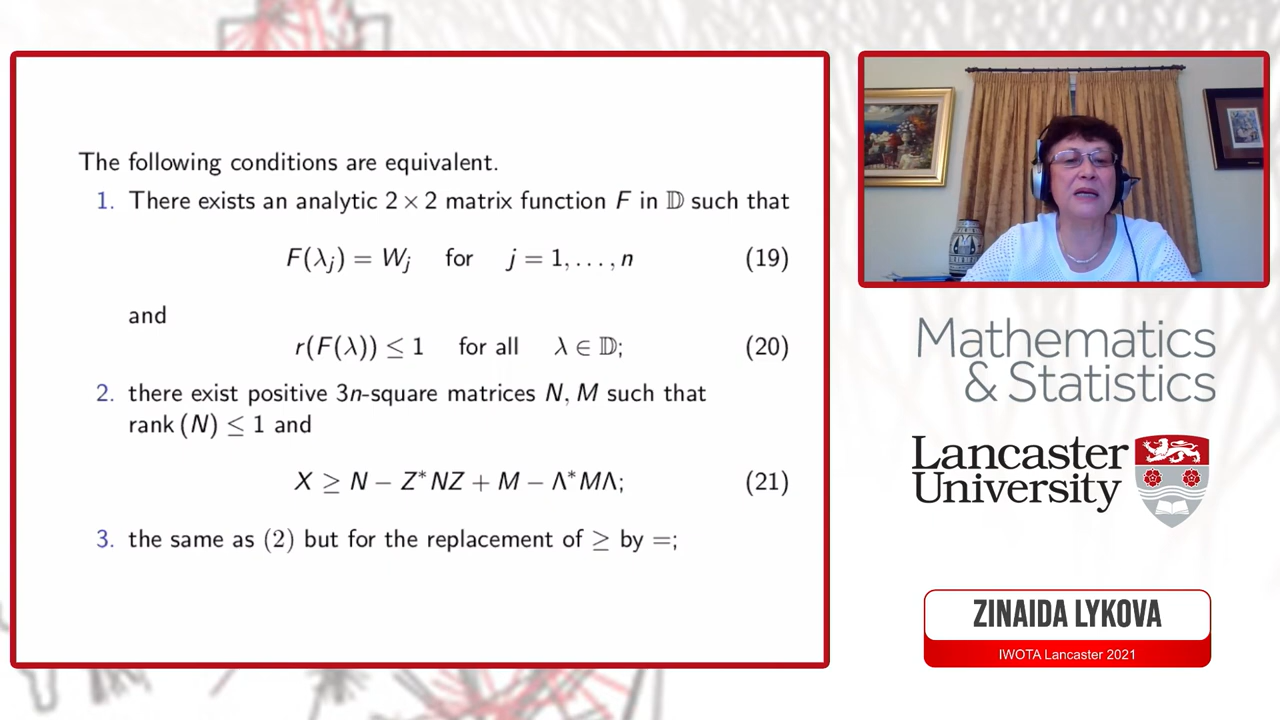 The following conditions are equivalent.
1. There exists an analytic 2 × 2 matrix function F in 𝔻 such that
F(λⱼ) = Wⱼ for j = 1, . . . , n (19)
and
r(F(λ)) ≤ 1 for all λ ∈ 𝔻; (20)
2. there exist positive 3n-square matrices N, M such that
rank (N) ≤ 1 and
X ≥ N − Z*NZ + M − Λ*MΛ; (21)
3. the same as (2) but for the replacement of ≥ by =;
Mathematics
& Statistics
Lancaster
University
ZINAIDA LYKOVA
IWOTA Lancaster 2021